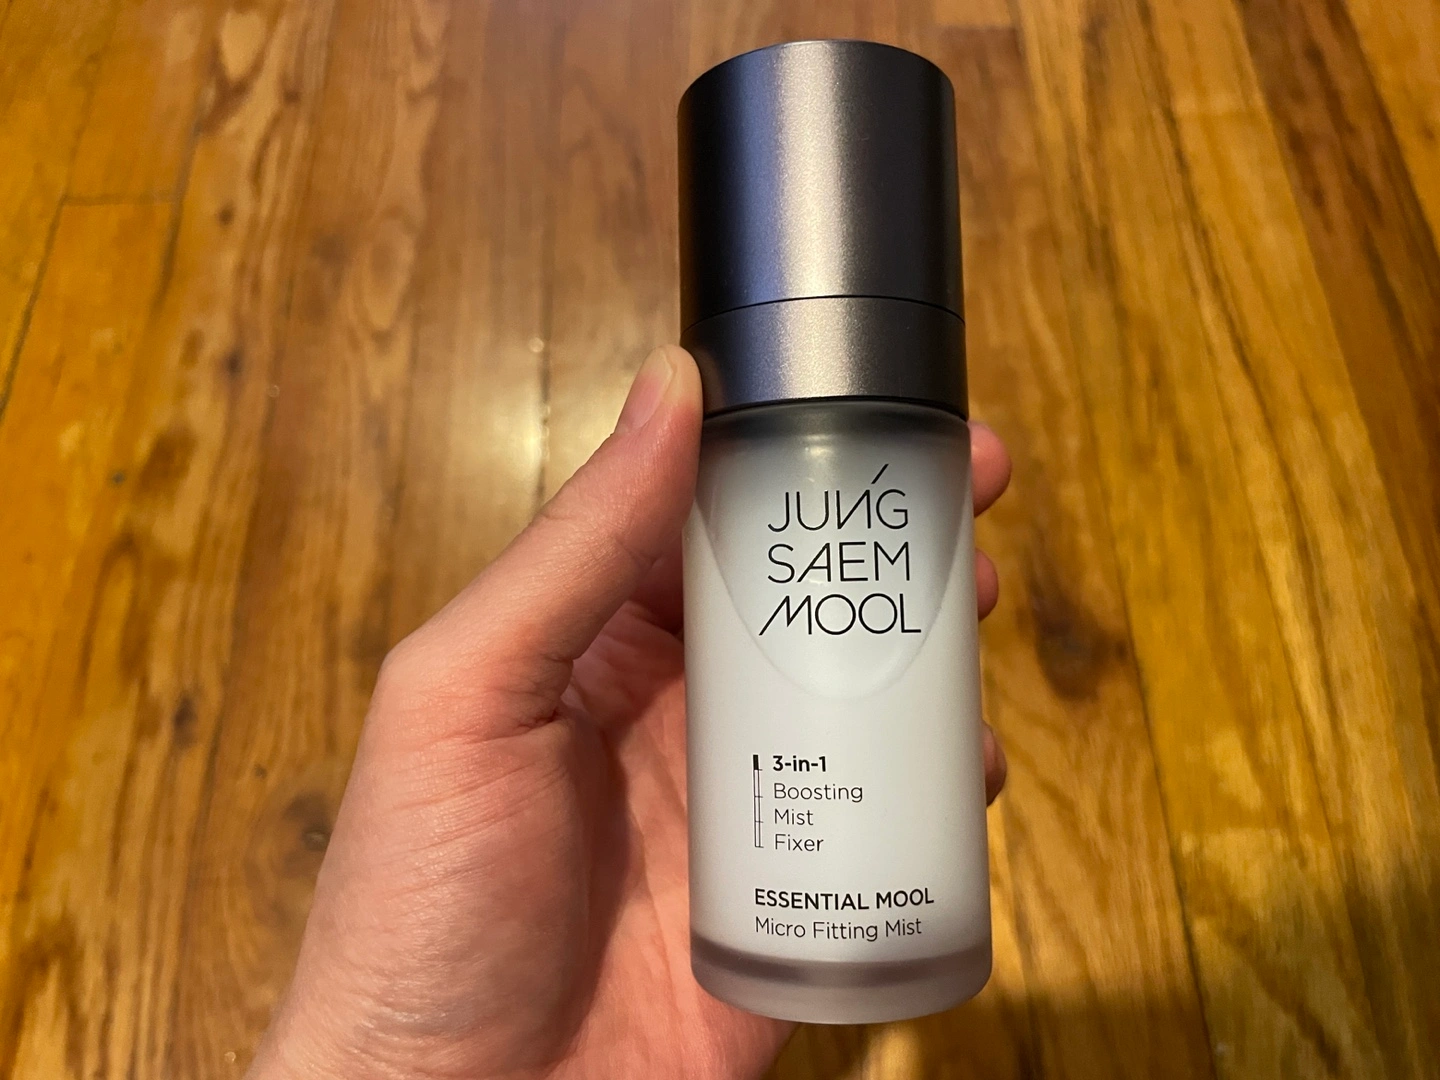 JUNG
SAEM
MOOL
3-in-1
Boosting
Mist
Fixer
ESSENTIAL MOOL
Micro Fitting Mist